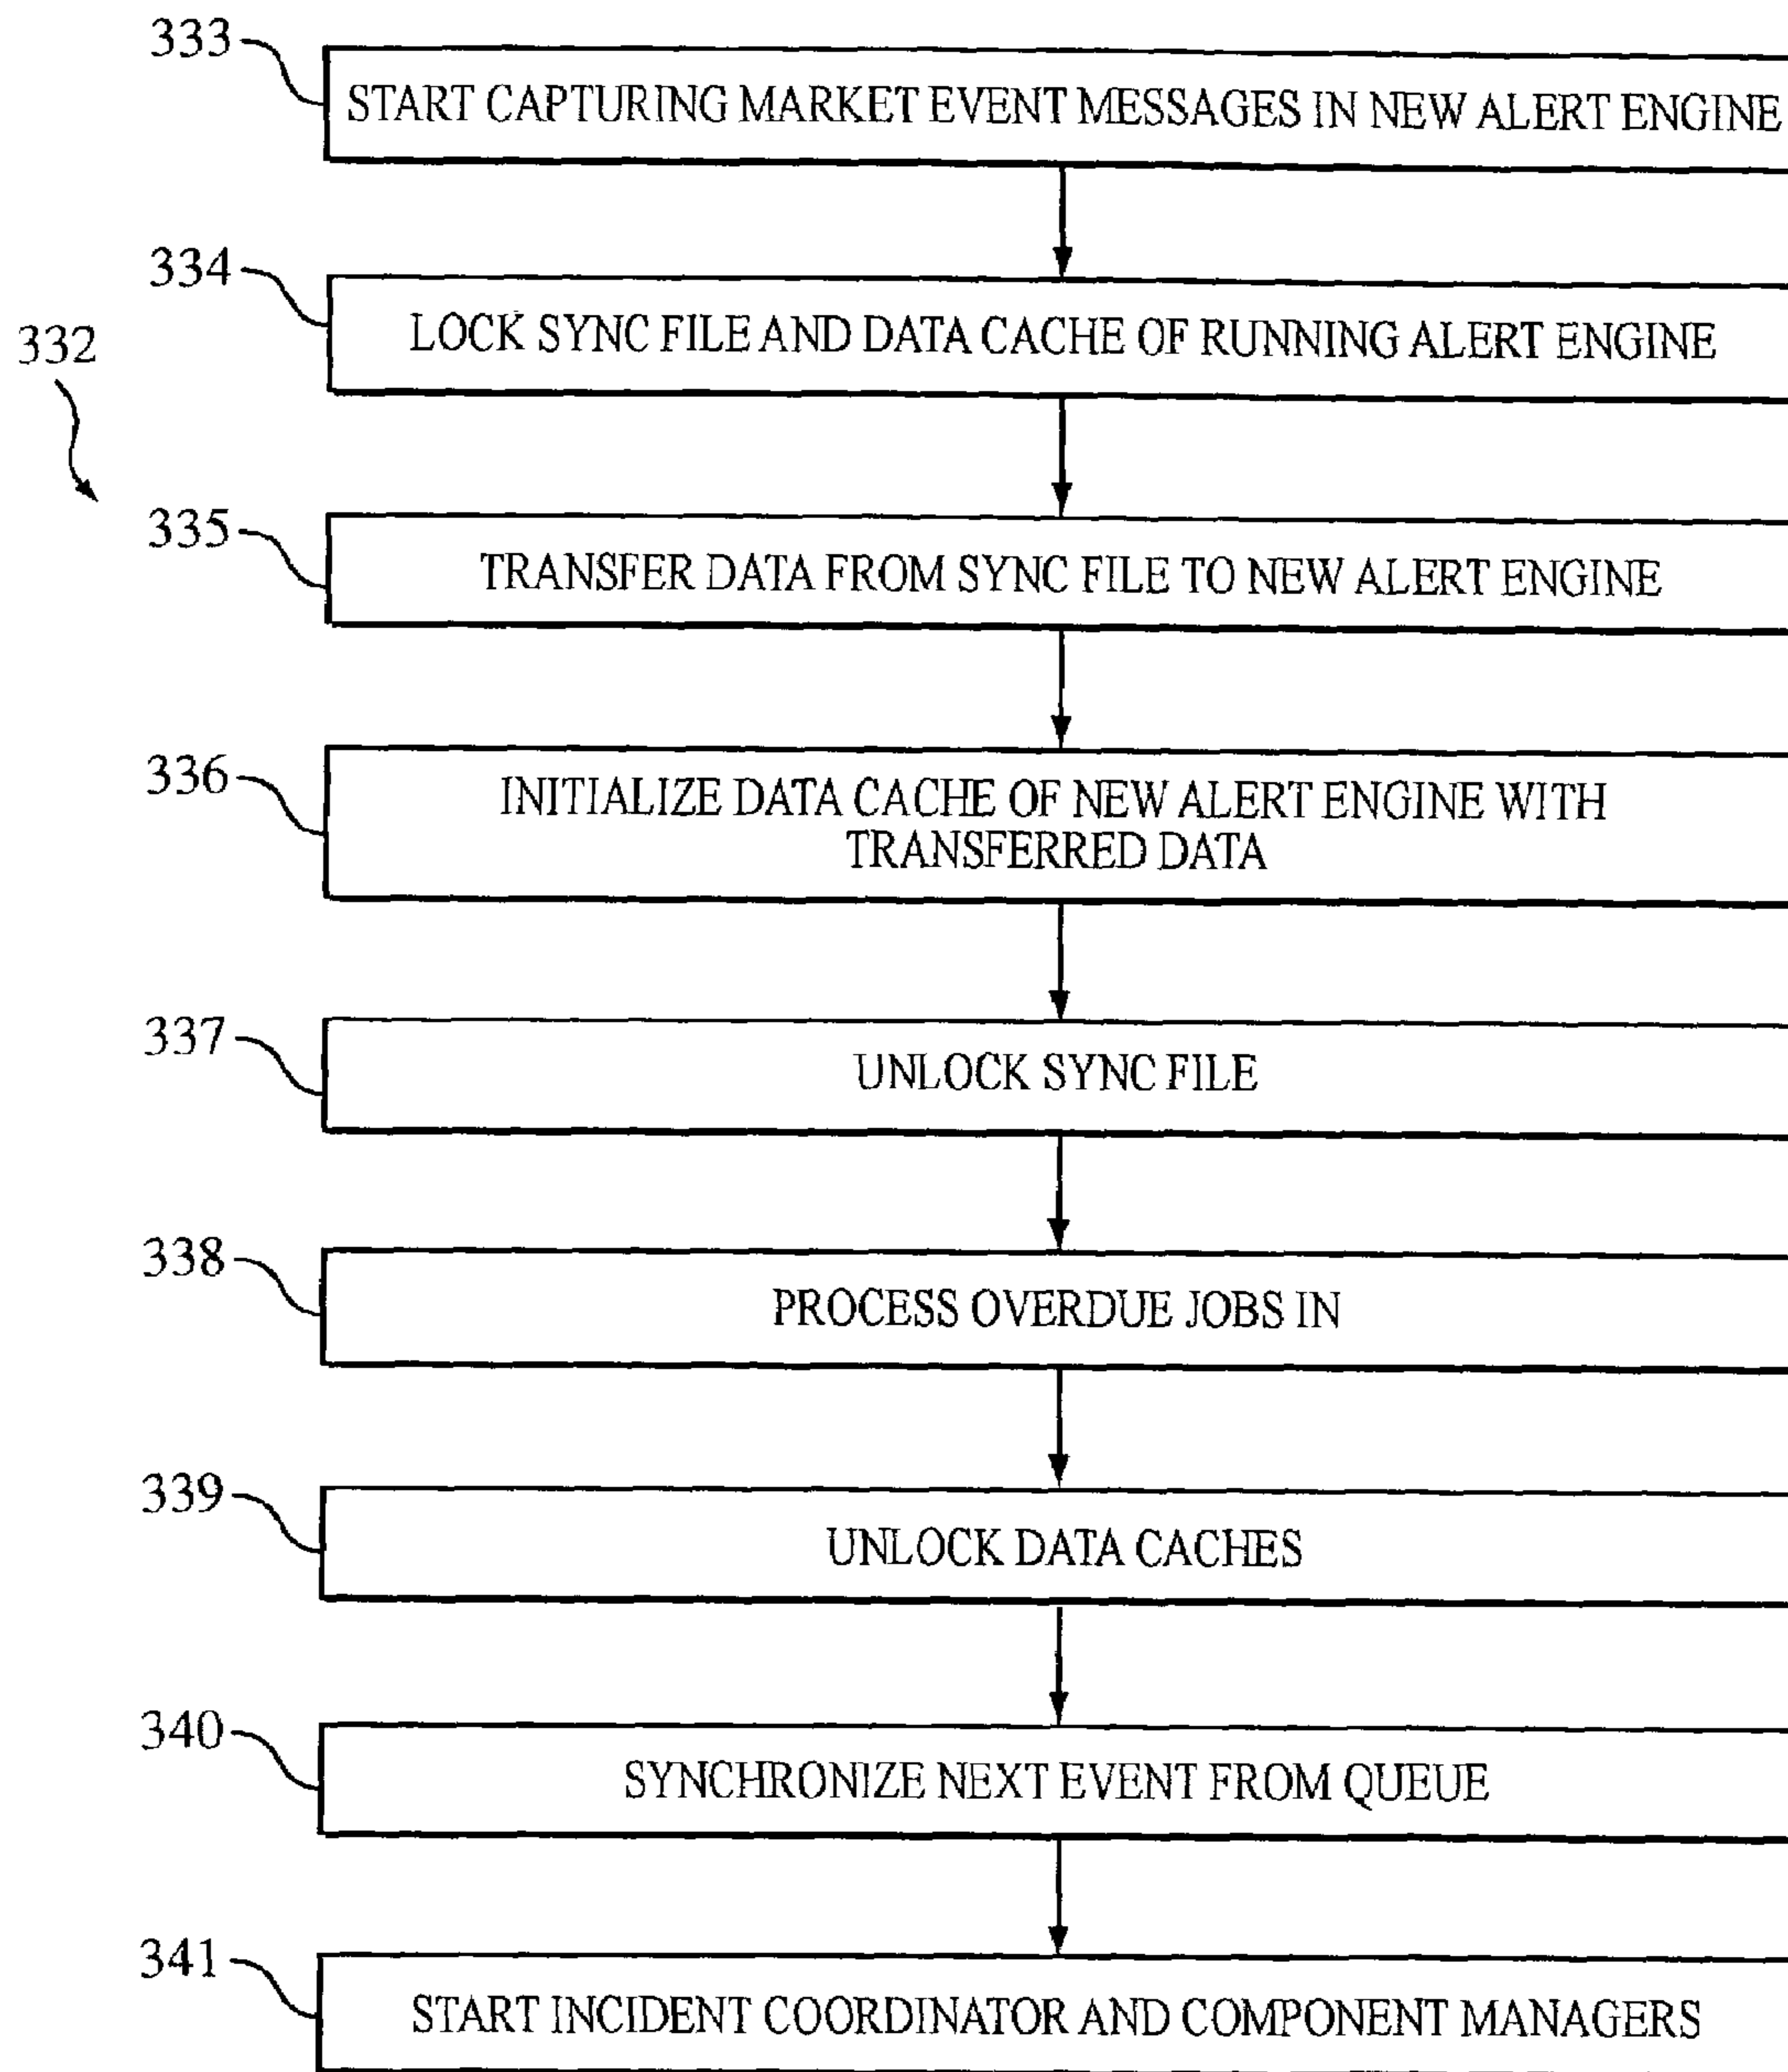 333
START CAPTURING MARKET EVENT MESSAGES IN NEW ALERT ENGINE
334
LOCK SYNC FILE AND DATA CACHE OF RUNNING ALERT ENGINE
332
335
TRANSFER DATA FROM SYNC FILE TO NEW ALERT ENGINE
336
INITIALIZE DATA CACHE OF NEW ALERT ENGINE WITH
TRANSFERRED DATA
337
UNLOCK SYNC FILE
338
PROCESS OVERDUE JOBS IN
339
UNLOCK DATA CACHES
340
SYNCHRONIZE NEXT EVENT FROM QUEUE
341
START INCIDENT COORDINATOR AND COMPONENT MANAGERS